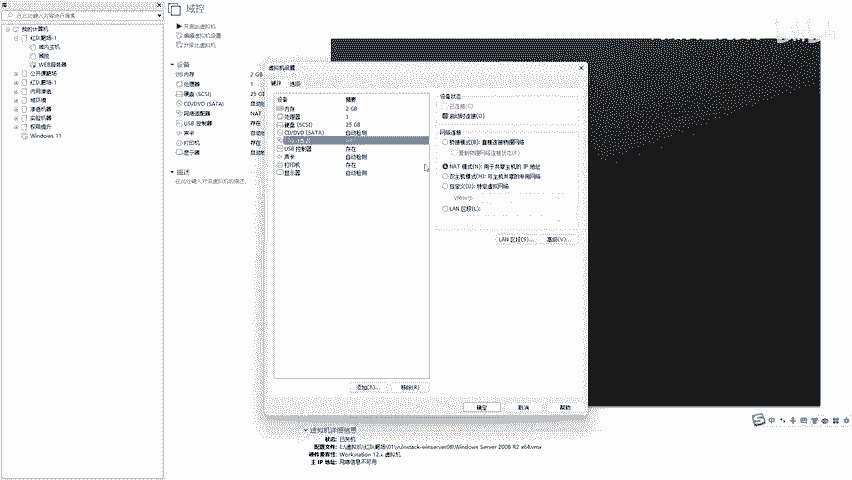 库
在此处键入内容进行搜索
我的计算机
红队靶场-1
域内主机
域控
WEB服务器
公开课靶场
红队靶场-1
内网渗透
域环境
渗透机器
实验机器
权限提升
Windows 11
域控
开启此虚拟机
编辑虚拟机设置
升级此虚拟机
设备
内存 2 GB
处理器 1
硬盘 (SCSI) 25 GB
CD/DVD (SATA) 自动检
网络适配器 NAT
USB 控制器 存在
声卡 自动检
打印机 存在
显示器 自动检
描述
在此处键入对该虚拟机的描述。
虚拟机设置
硬件 选项
设备 摘要
内存 2 GB
处理器 1
硬盘 (SCSI) 25 GB
CD/DVD (SATA) 自动检测
USB 控制器 存在
声卡 自动检测
打印机 存在
显示器 自动检测
添加(A)... 移除(R)
设备状态
已连接(C)
启动时连接(O)
网络连接
桥接模式(B): 直接连接物理网络
复制物理网络连接状态(P)
NAT 模式(N): 用于共享主机的 IP 地址
仅主机模式(H): 与主机共享的专用网络
自定义(U): 特定虚拟网络
VMnet0
LAN 区段(L):
LAN 区段(S)... 高级(V)...
确定 取消 帮助
虚拟机详细信息
状态: 已关机
配置文件: E:\虚拟机\红队靶场\01\vulnstack-winserver08\Windows Server 2008 R2 x64.vmx
硬件兼容性: Workstation 12.x 虚拟机
主 IP 地址: 网络信息不可用
中